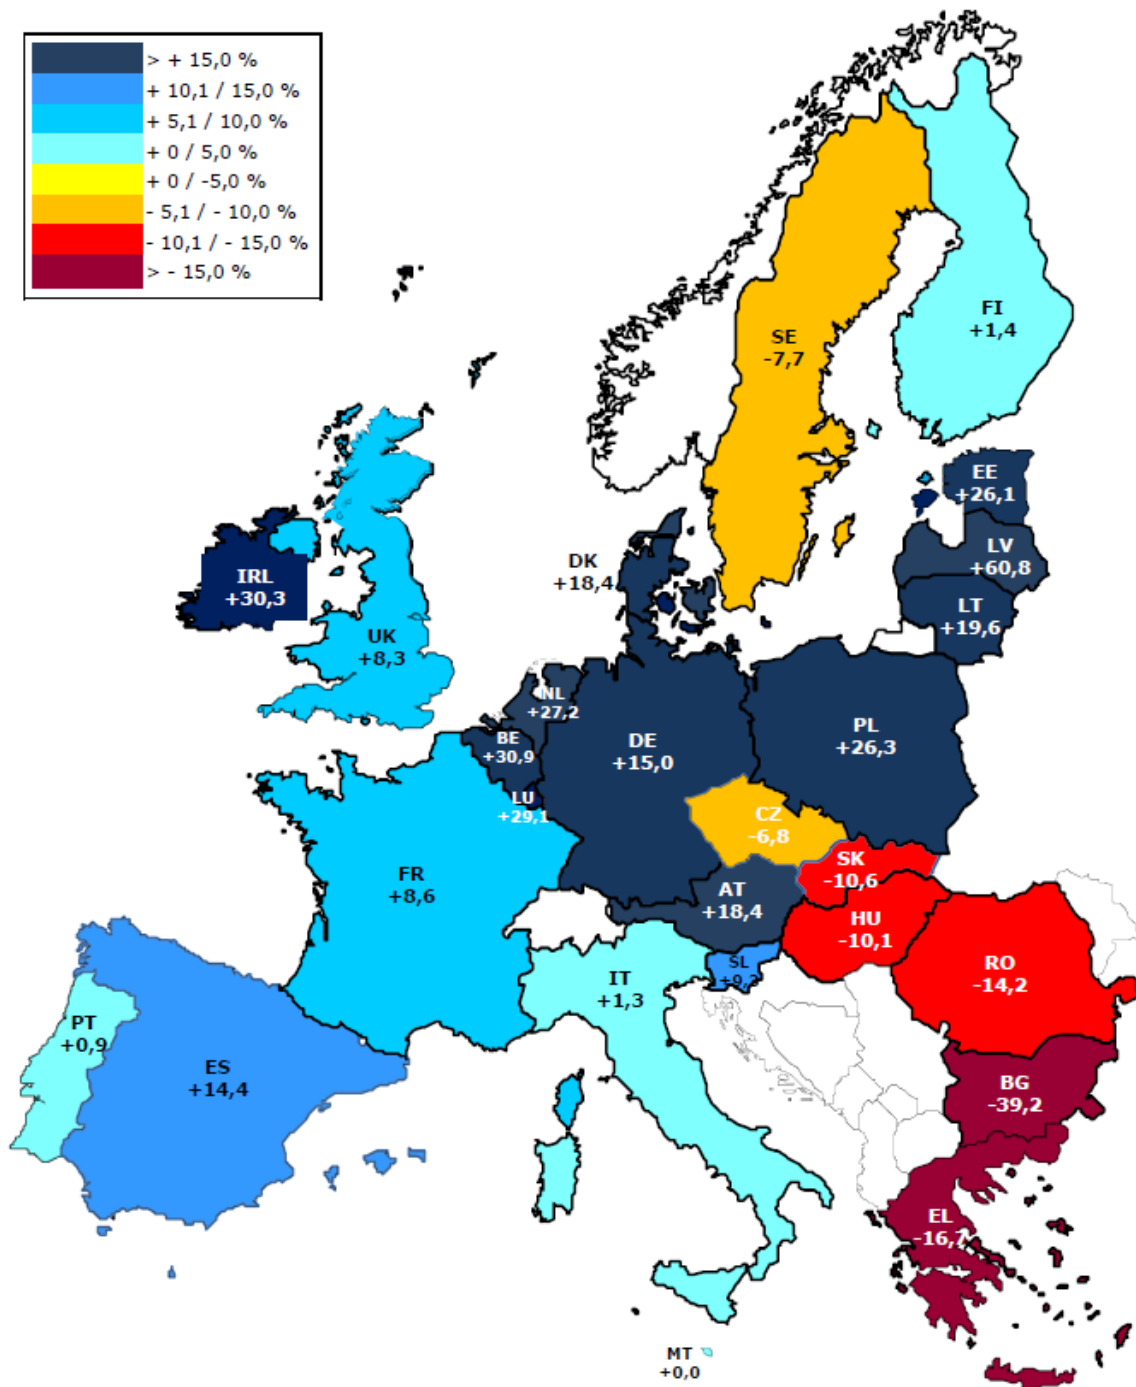 > + 15,0 %
+ 10,1 / 15,0 %
+ 5,1 / 10,0 %
+ 0 / 5,0 %
+ 0 / -5,0 %
- 5,1 / - 10,0 %
- 10,1 / - 15,0 %
> - 15,0 %
FI
+1,4
SE
-7,7
EE
+26,1
LV
+60,8
LT
+19,6
DK
+18,4
IRL
+30,3
UK
+8,3
NL
+27,2
BE
+30,9
LU
+29,1
DE
+15,0
PL
+26,3
CZ
-6,8
SK
-10,6
AT
+18,4
HU
-10,1
FR
+8,6
SL
IT
+1,3
RO
-14,2
PT
+0,9
ES
+14,4
BG
-39,2
EL
-16,7
MT
+0,0